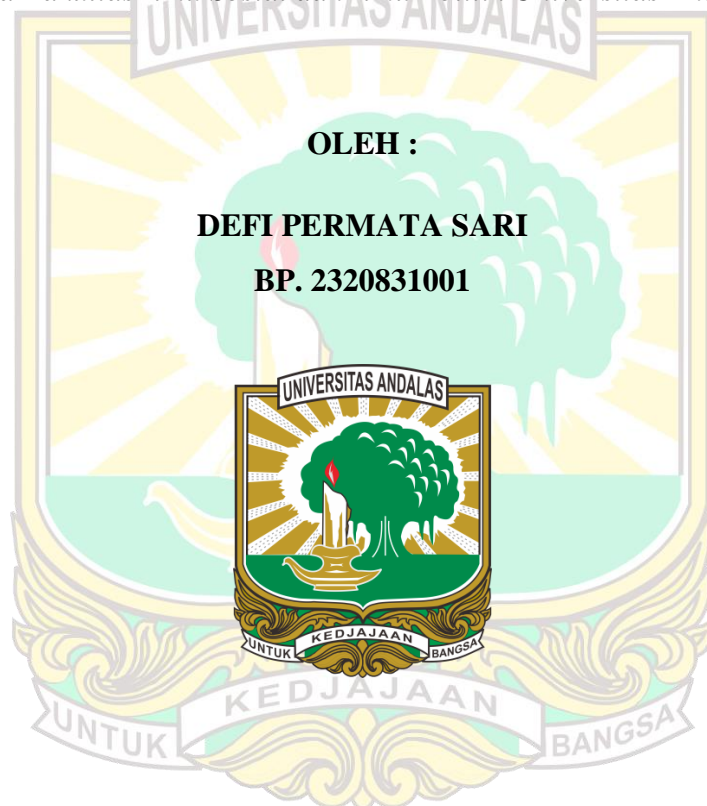 UNIVERSITAS ANDALAS
OLEH :
DEFI PERMATA SARI
BP. 2320831001
UNIVERSITAS ANDALAS
UNTUK KEDJAJAAN BANGSA
UNTUK KEDJAJAAN BANGSA